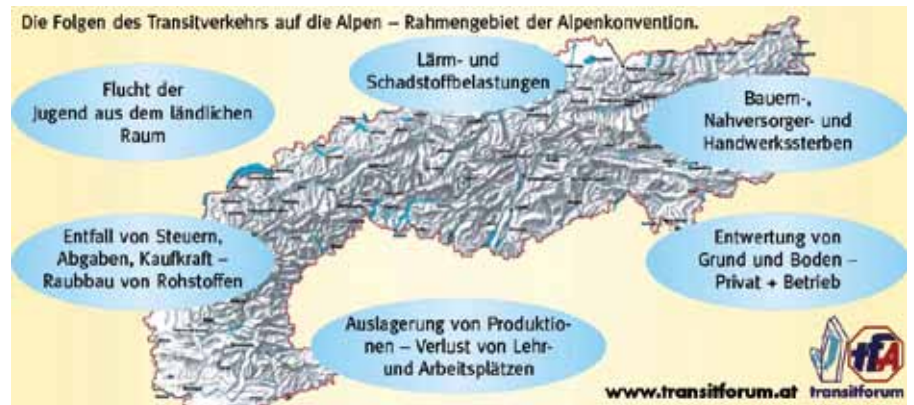 Die Folgen des Transitverkehrs auf die Alpen – Rahmengebiet der Alpenkonvention.
Lärm- und
Schadstoffbelastungen
Flucht der
Jugend aus dem ländlichen
Raum
Bauern-,
Nahversorger- und
Handwerkssterben
Entfall von Steuern,
Abgaben, Kaufkraft –
Raubbau von Rohstoffen
Entwertung von
Grund und Boden –
Privat + Betrieb
Auslagerung von Produktio-
nen – Verlust von Lehr-
und Arbeitsplätzen
www.transitforum.at
tfA
transitforum